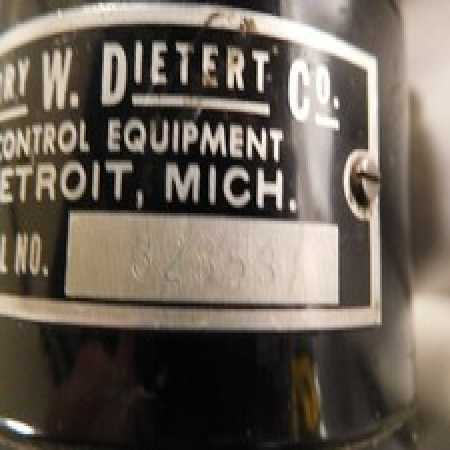 RY W. DIETERT CO.
CONTROL EQUIPMENT
ETROIT, MICH.
L NO.